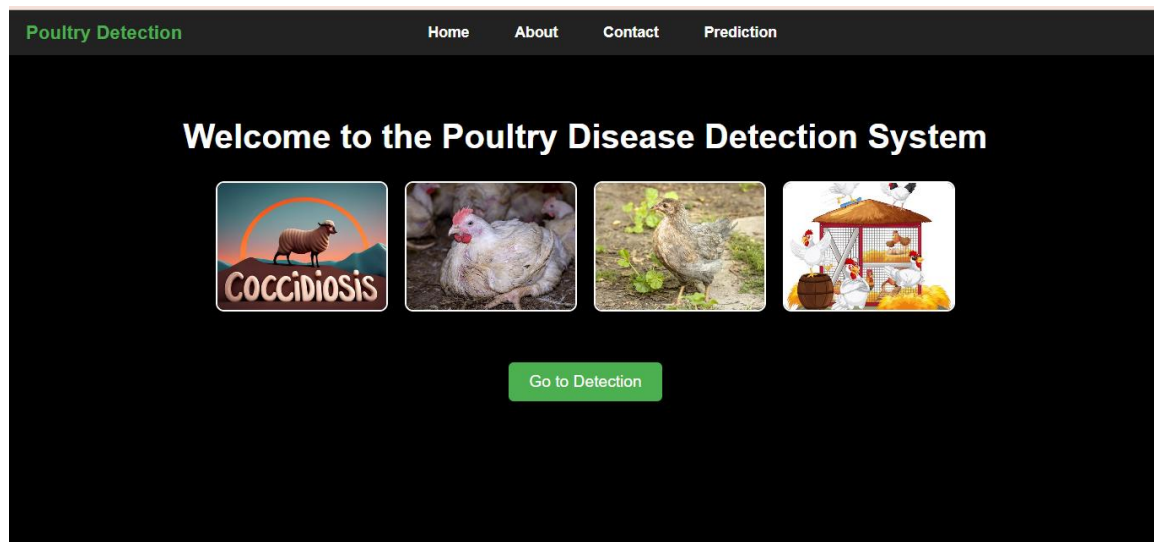 Poultry Detection Home About Contact Prediction
Welcome to the Poultry Disease Detection System
COCCiDiOSiS
Go to Detection